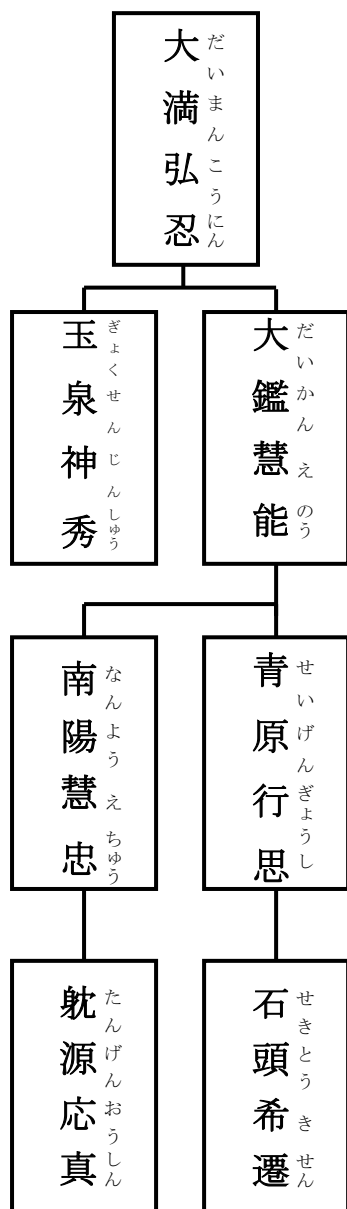 大満弘忍
だいまんこうにん
大鑑慧能
だいかんえのう
玉泉神秀
ぎょくせんじんしゅう
青原行思
せいげんぎょうし
南陽慧忠
なんようえちゅう
石頭希遷
せきとうきせん
躭源応真
たんげんおうしん